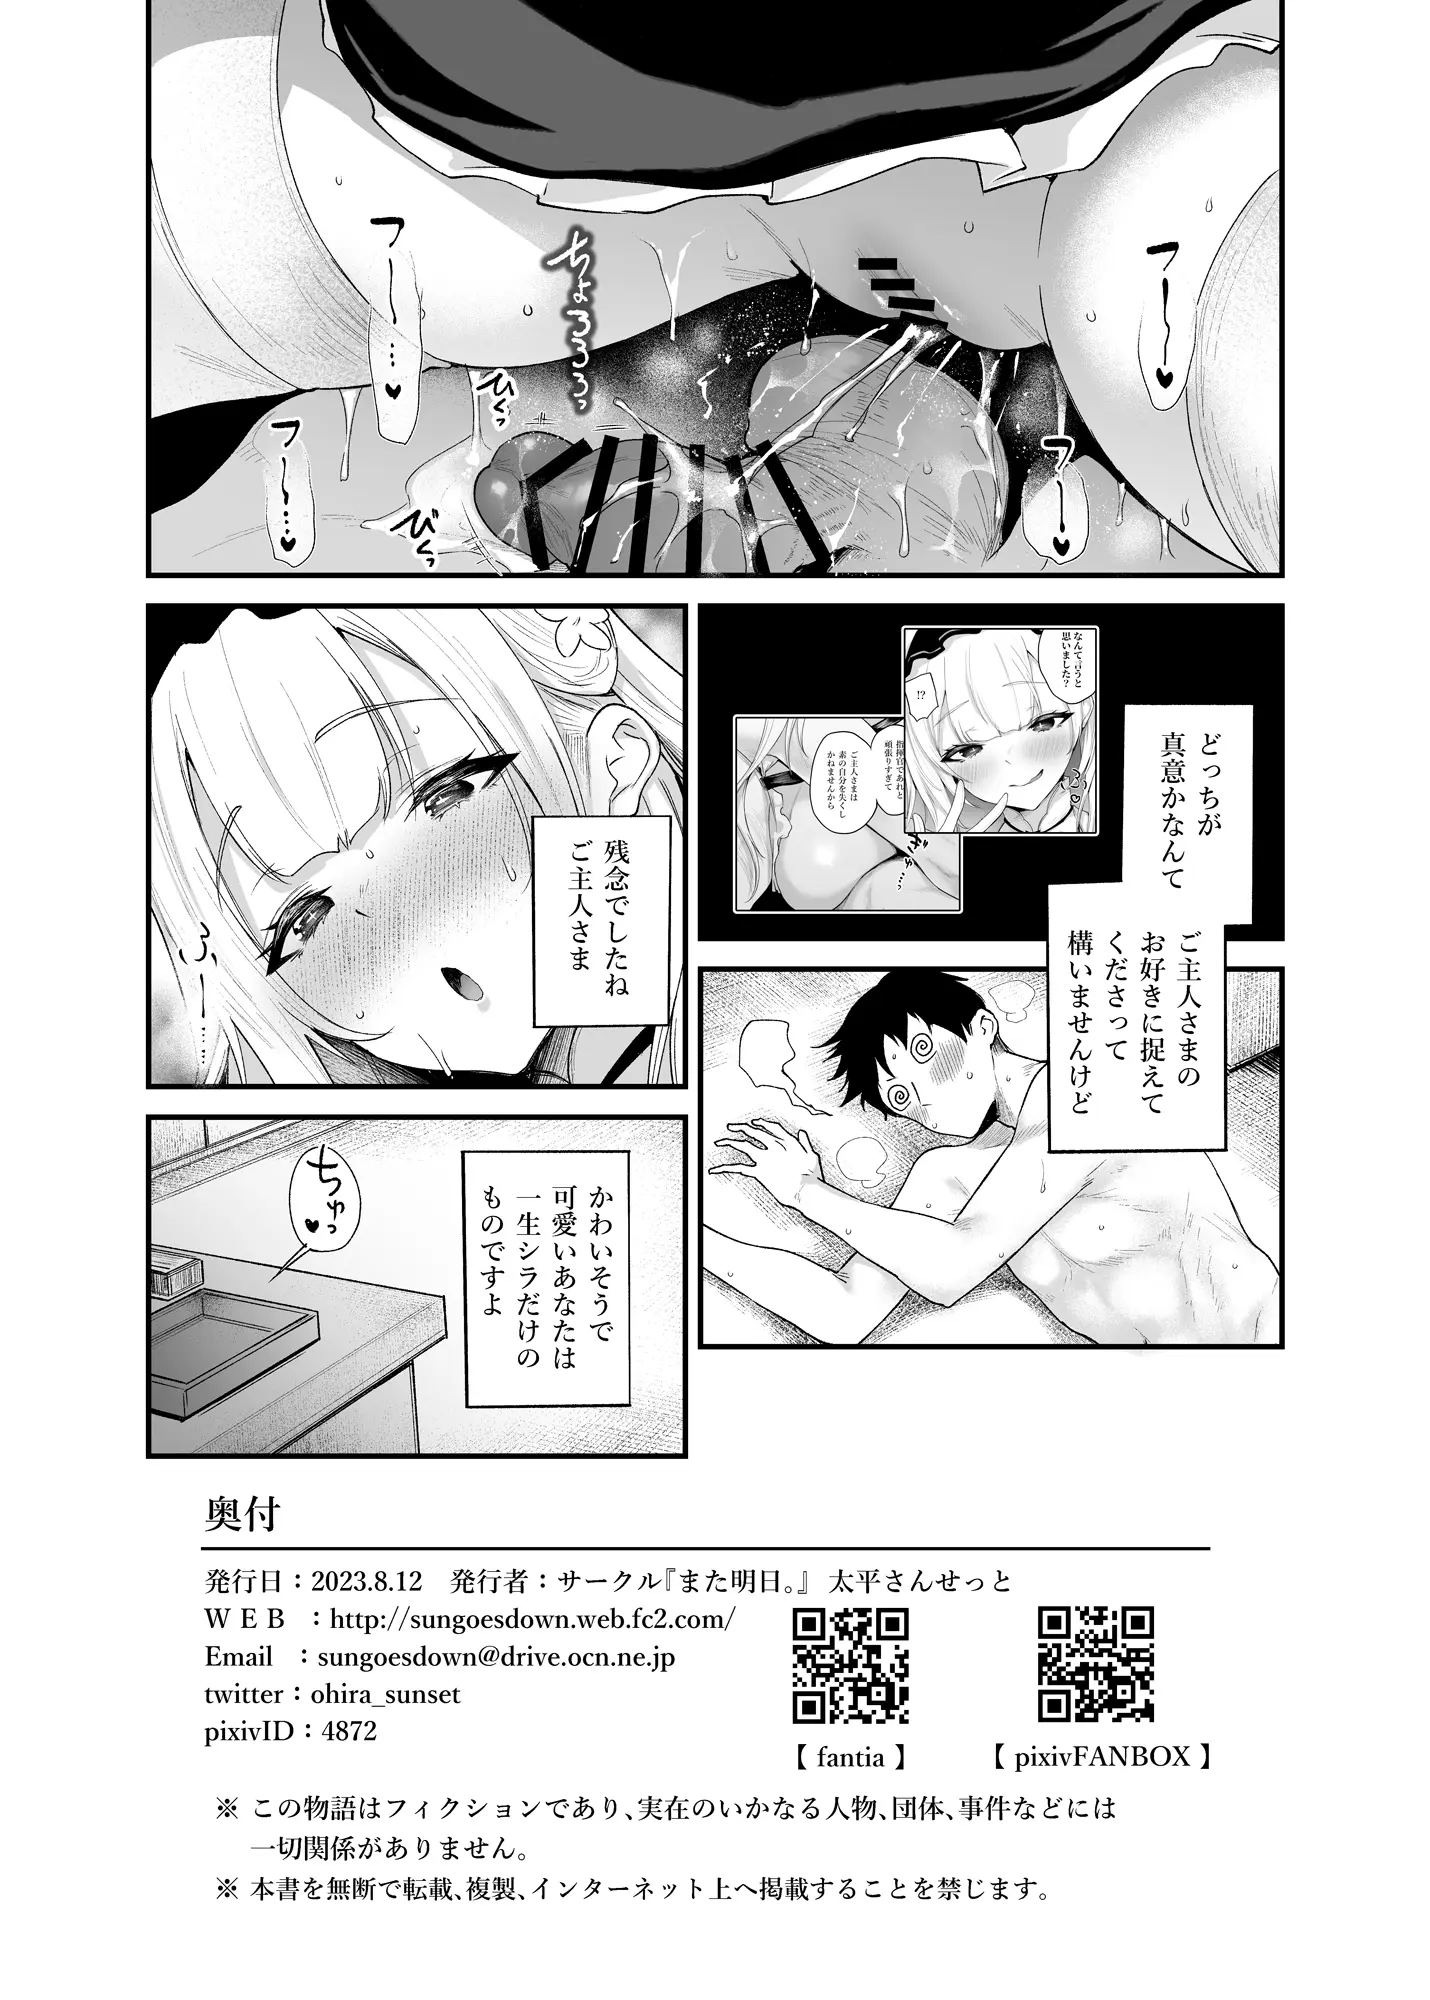 フー──っ♥
ちょろろろっ
フー──…♥
ひくっ
フー──っ♥
フー──…♥
びくっ
どっちが
真意かなんて
ご主人さまの
お好きに捉えて
くださって
構いませんけど
なんて言うと
思いました?
!?
指揮官であれと
頑張りすぎて
ご主人さまは
素の自分を失くし
かねませんから
残念でしたね
ご主人さま
ふー……
かわいそうで
可愛いあなたは
一生シラだけの
ものですよ
ちゅっ♥
奥付
発行日:2023.8.12 発行者:サークル『また明日。』 太平さんせっと
WEB :http://sungoesdown.web.fc2.com/
Email :sungoesdown@drive.ocn.ne.jp
twitter:ohira_sunset
pixivID:4872
【 fantia 】
【 pixivFANBOX 】
※ この物語はフィクションであり、実在のいかなる人物、団体、事件などには
一切関係がありません。
※ 本書を無断で転載、複製、インターネット上へ掲載することを禁じます。